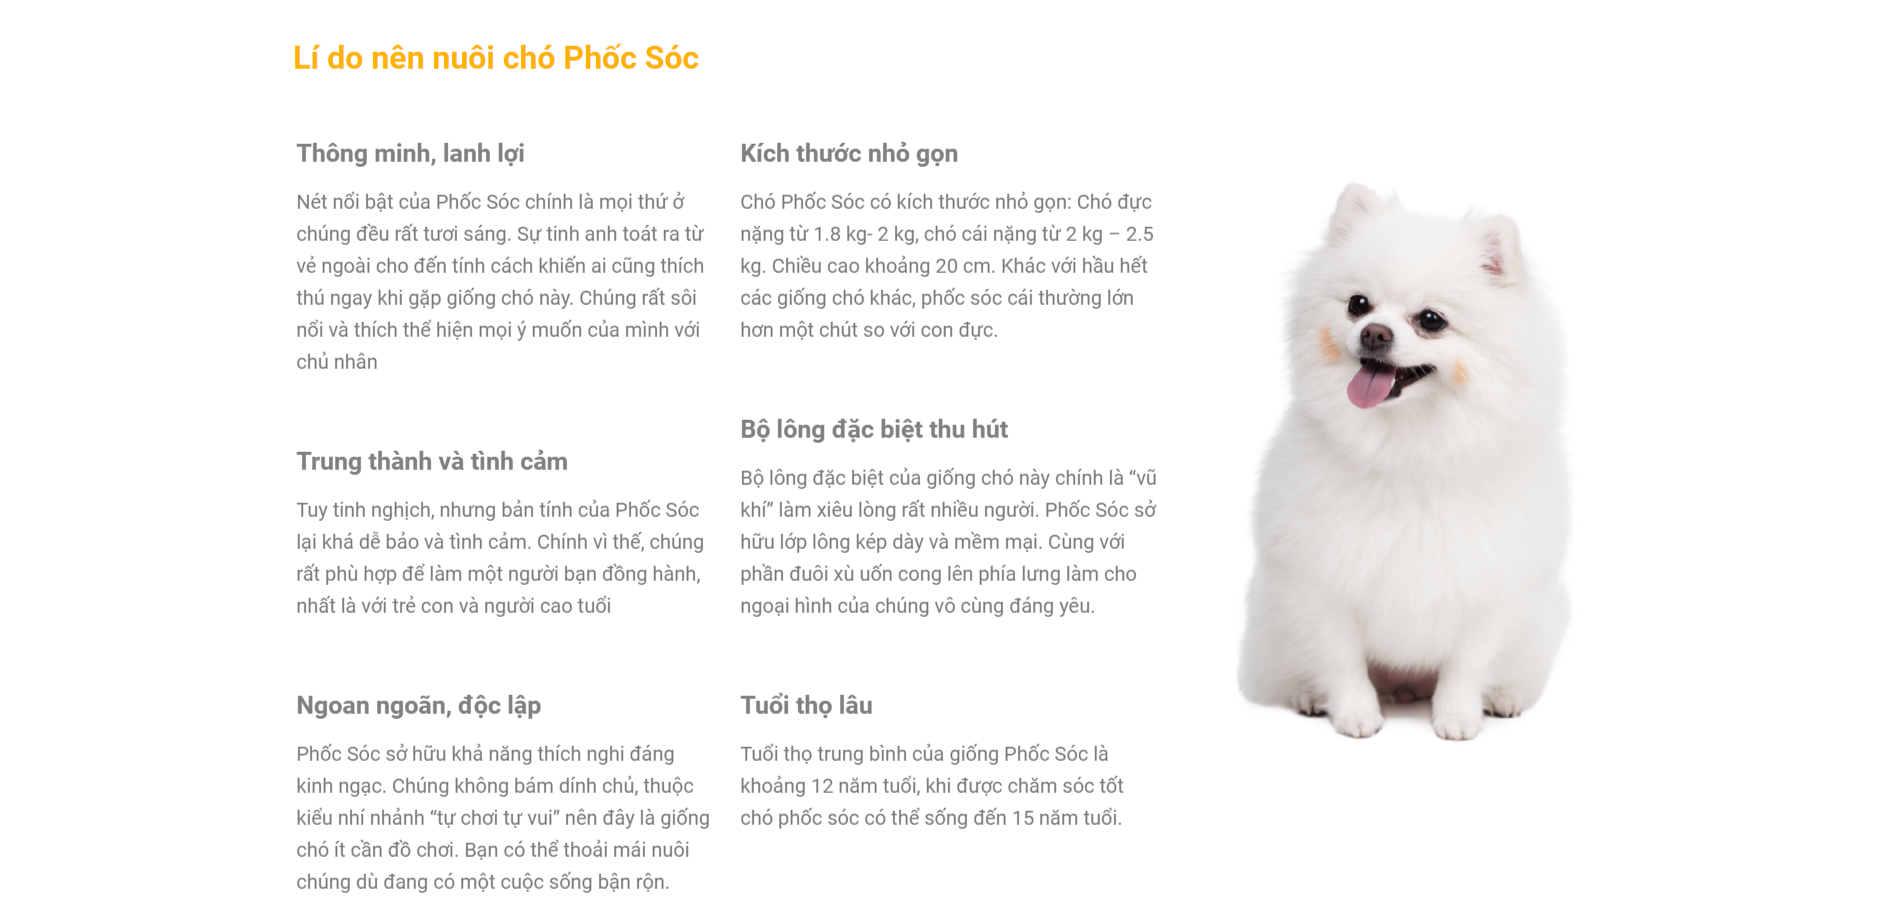 Lí do nên nuôi chó Phốc Sóc
Thông minh, lanh lợi
Nét nổi bật của Phốc Sóc chính là mọi thứ ở
chúng đều rất tươi sáng. Sự tinh anh toát ra từ
vẻ ngoài cho đến tính cách khiến ai cũng thích
thú ngay khi gặp giống chó này. Chúng rất sôi
nổi và thích thể hiện mọi ý muốn của mình với
chủ nhân
Trung thành và tình cảm
Tuy tinh nghịch, nhưng bản tính của Phốc Sóc
lại khá dễ bảo và tình cảm. Chính vì thế, chúng
rất phù hợp để làm một người bạn đồng hành,
nhất là với trẻ con và người cao tuổi
Ngoan ngoãn, độc lập
Phốc Sóc sở hữu khả năng thích nghi đáng
kinh ngạc. Chúng không bám dính chủ, thuộc
kiểu nhí nhảnh “tự chơi tự vui” nên đây là giống
chó ít cần đồ chơi. Bạn có thể thoải mái nuôi
chúng dù đang có một cuộc sống bận rộn.
Kích thước nhỏ gọn
Chó Phốc Sóc có kích thước nhỏ gọn: Chó đực
nặng từ 1.8 kg- 2 kg, chó cái nặng từ 2 kg – 2.5
kg. Chiều cao khoảng 20 cm. Khác với hầu hết
các giống chó khác, phốc sóc cái thường lớn
hơn một chút so với con đực.
Bộ lông đặc biệt thu hút
Bộ lông đặc biệt của giống chó này chính là “vũ
khí” làm xiêu lòng rất nhiều người. Phốc Sóc sở
hữu lớp lông kép dày và mềm mại. Cùng với
phần đuôi xù uốn cong lên phía lưng làm cho
ngoại hình của chúng vô cùng đáng yêu.
Tuổi thọ lâu
Tuổi thọ trung bình của giống Phốc Sóc là
khoảng 12 năm tuổi, khi được chăm sóc tốt
chó phốc sóc có thể sống đến 15 năm tuổi.